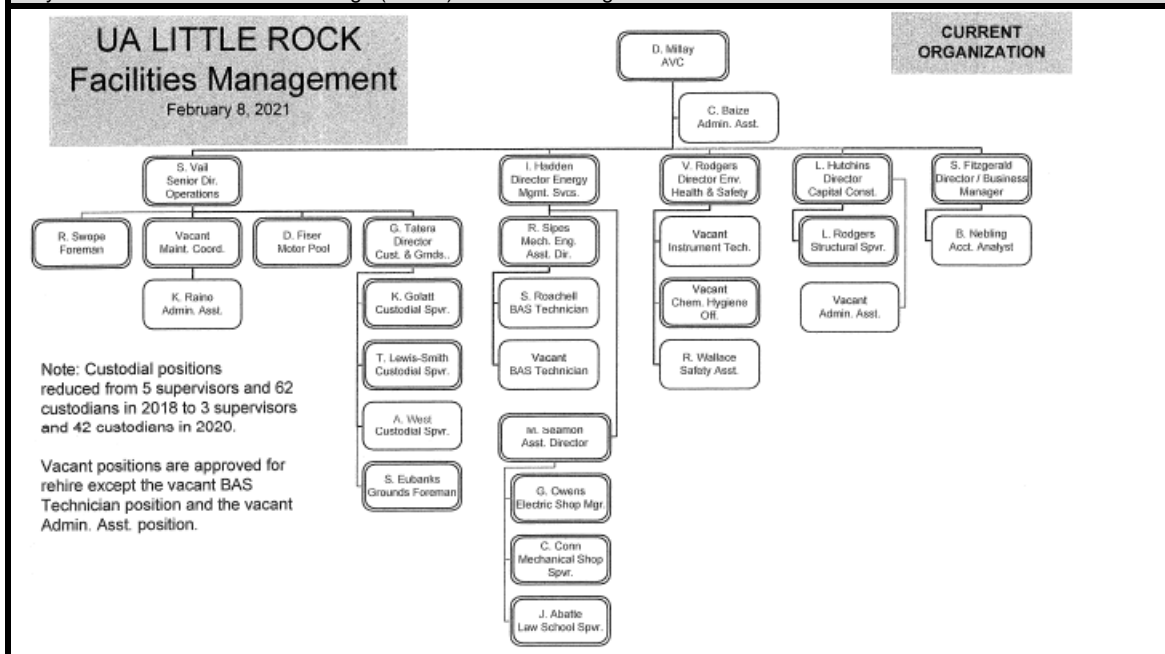 UA LITTLE ROCK
Facilities Management
February 8, 2021
CURRENT
ORGANIZATION
D. Millay
AVC
C. Baize
Admin. Asst.
S. Vail
Senior Dir.
Operations
I. Hadden
Director Energy
Mgmt. Svcs.
V. Rodgers
Director Env.
Health & Safety
L. Hutchins
Director
Capital Const.
S. Fitzgerald
Director / Business
Manager
R. Swope
Foreman
Vacant
Maint. Coord.
D. Fiser
Motor Pool
G. Tatera
Director
Cust. & Grnds..
R. Sipes
Mech. Eng.
Asst. Dir.
Vacant
Instrument Tech.
L. Rodgers
Structural Spvr.
B. Nebling
Acct. Analyst
K. Raino
Admin. Asst.
K. Golatt
Custodial Spvr.
S. Roachell
BAS Technician
Vacant
Chem. Hygiene
Off.
Vacant
Admin. Asst.
T. Lewis-Smith
Custodial Spvr.
Vacant
BAS Technician
R. Wallace
Safety Asst.
A. West
Custodial Spvr.
M. Seamon
Asst. Director
S. Eubanks
Grounds Foreman
G. Owens
Electric Shop Mgr.
C. Conn
Mechanical Shop
Spvr.
J. Abatte
Law School Spvr.
Note: Custodial positions
reduced from 5 supervisors and 62
custodians in 2018 to 3 supervisors
and 42 custodians in 2020.
Vacant positions are approved for
rehire except the vacant BAS
Technician position and the vacant
Admin. Asst. position.